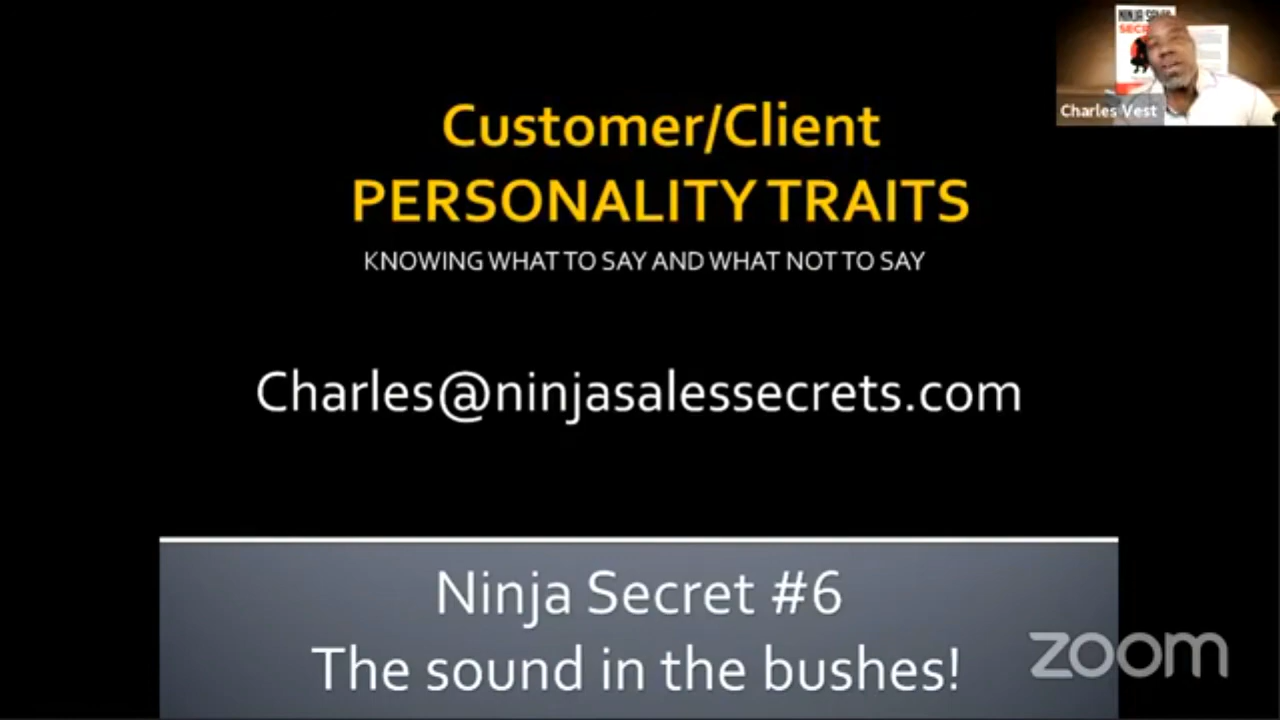 Customer/Client
PERSONALITY TRAITS
KNOWING WHAT TO SAY AND WHAT NOT TO SAY
Charles@ninjasalessecrets.com
Ninja Secret #6
The sound in the bushes!
zoom
NINJA
Charles Vest